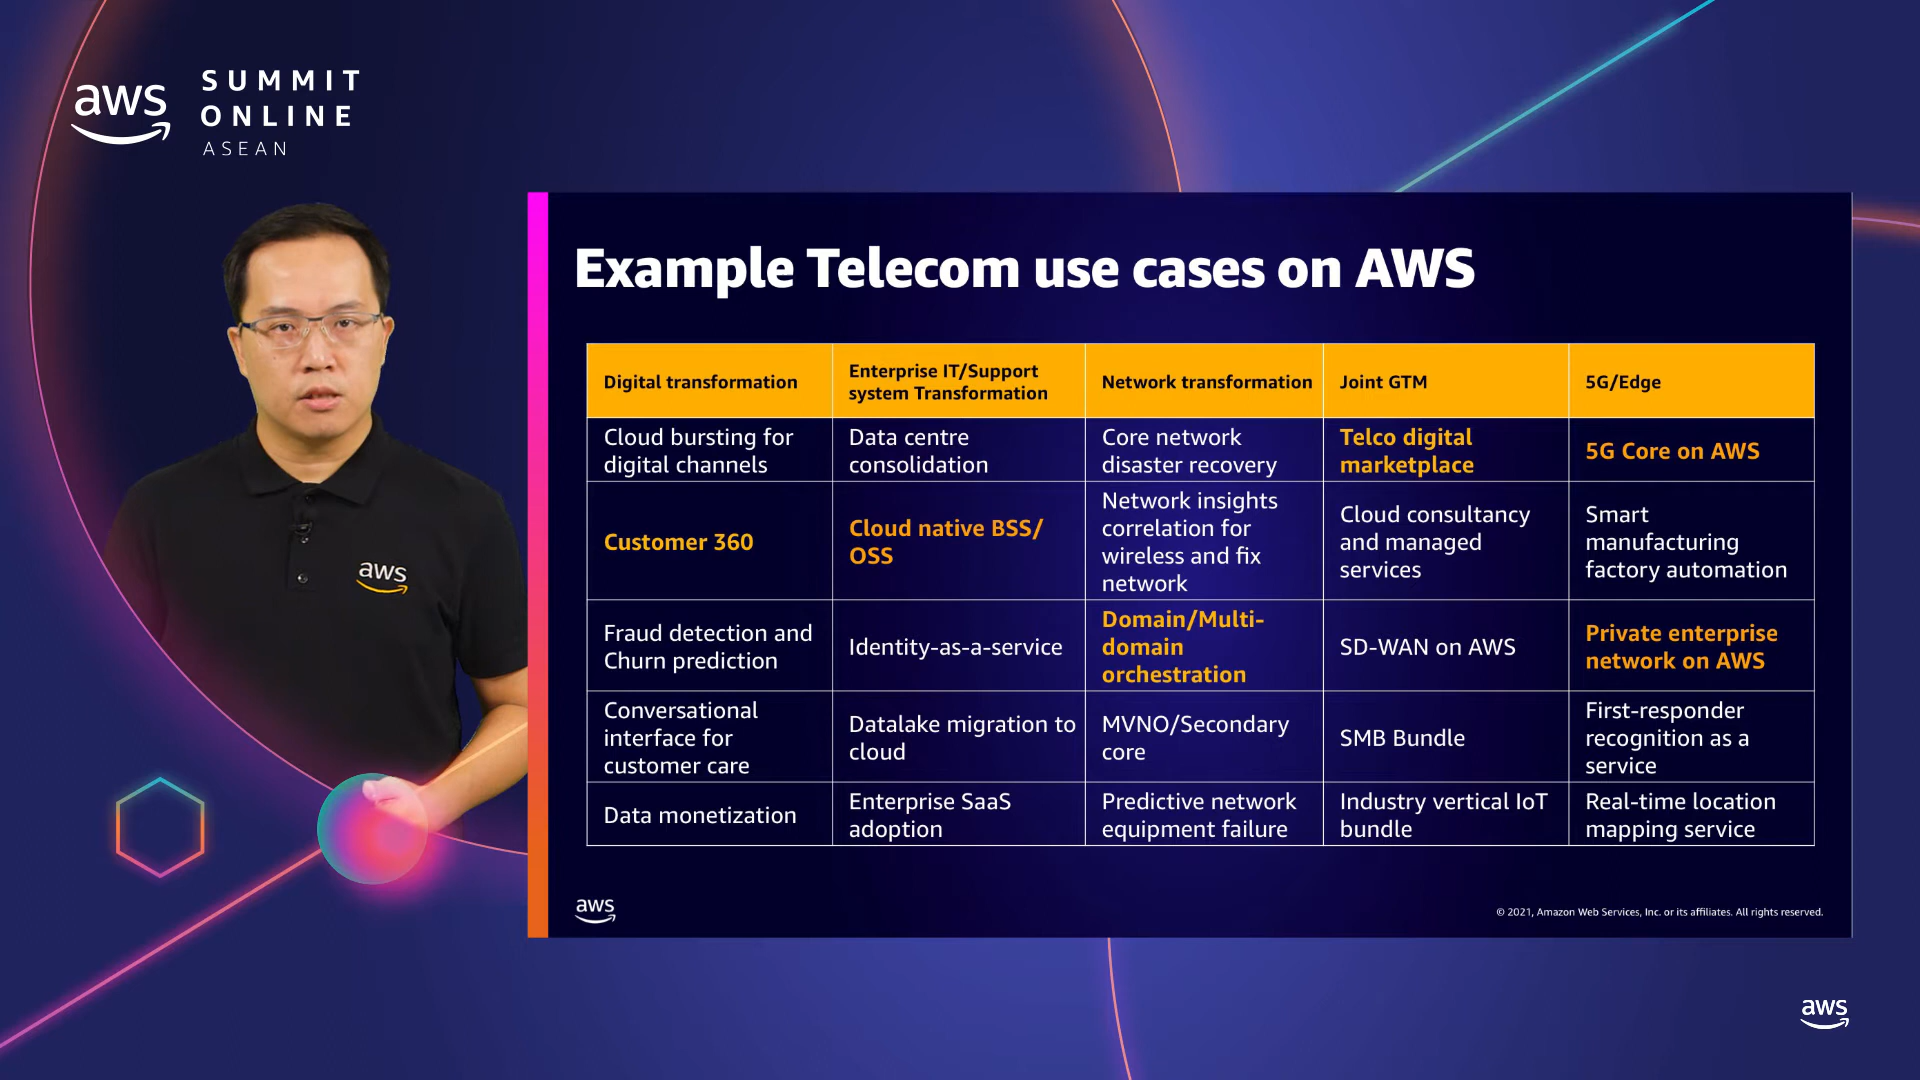 aws
SUMMIT
ONLINE
ASEAN
aws
Example Telecom use cases on AWS
Digital transformation
Enterprise IT/Support
system Transformation
Network transformation
Joint GTM
5G/Edge
Cloud bursting for
digital channels
Data centre
consolidation
Core network
disaster recovery
Telco digital
marketplace
5G Core on AWS
Customer 360
Cloud native BSS/
OSS
Network insights
correlation for
wireless and fix
network
Cloud consultancy
and managed
services
Smart
manufacturing
factory automation
Fraud detection and
Churn prediction
Identity-as-a-service
Domain/Multi-
domain
orchestration
SD-WAN on AWS
Private enterprise
network on AWS
Conversational
interface for
customer care
Datalake migration to
cloud
MVNO/Secondary
core
SMB Bundle
First-responder
recognition as a
service
Data monetization
Enterprise SaaS
adoption
Predictive network
equipment failure
Industry vertical IoT
bundle
Real-time location
mapping service
aws
© 2021, Amazon Web Services, Inc. or its affiliates. All rights reserved.
aws